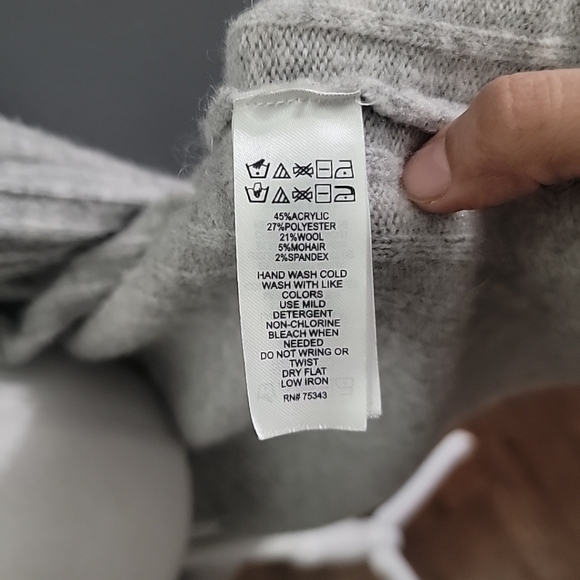 45%ACRYLIC
27%POLYESTER
21%WOOL
5%MOHAIR
2%SPANDEX
HAND WASH COLD
WASH WITH LIKE
COLORS
USE MILD
DETERGENT
NON-CHLORINE
BLEACH WHEN
NEEDED
DO NOT WRING OR
TWIST
DRY FLAT
LOW IRON
RN# 75343